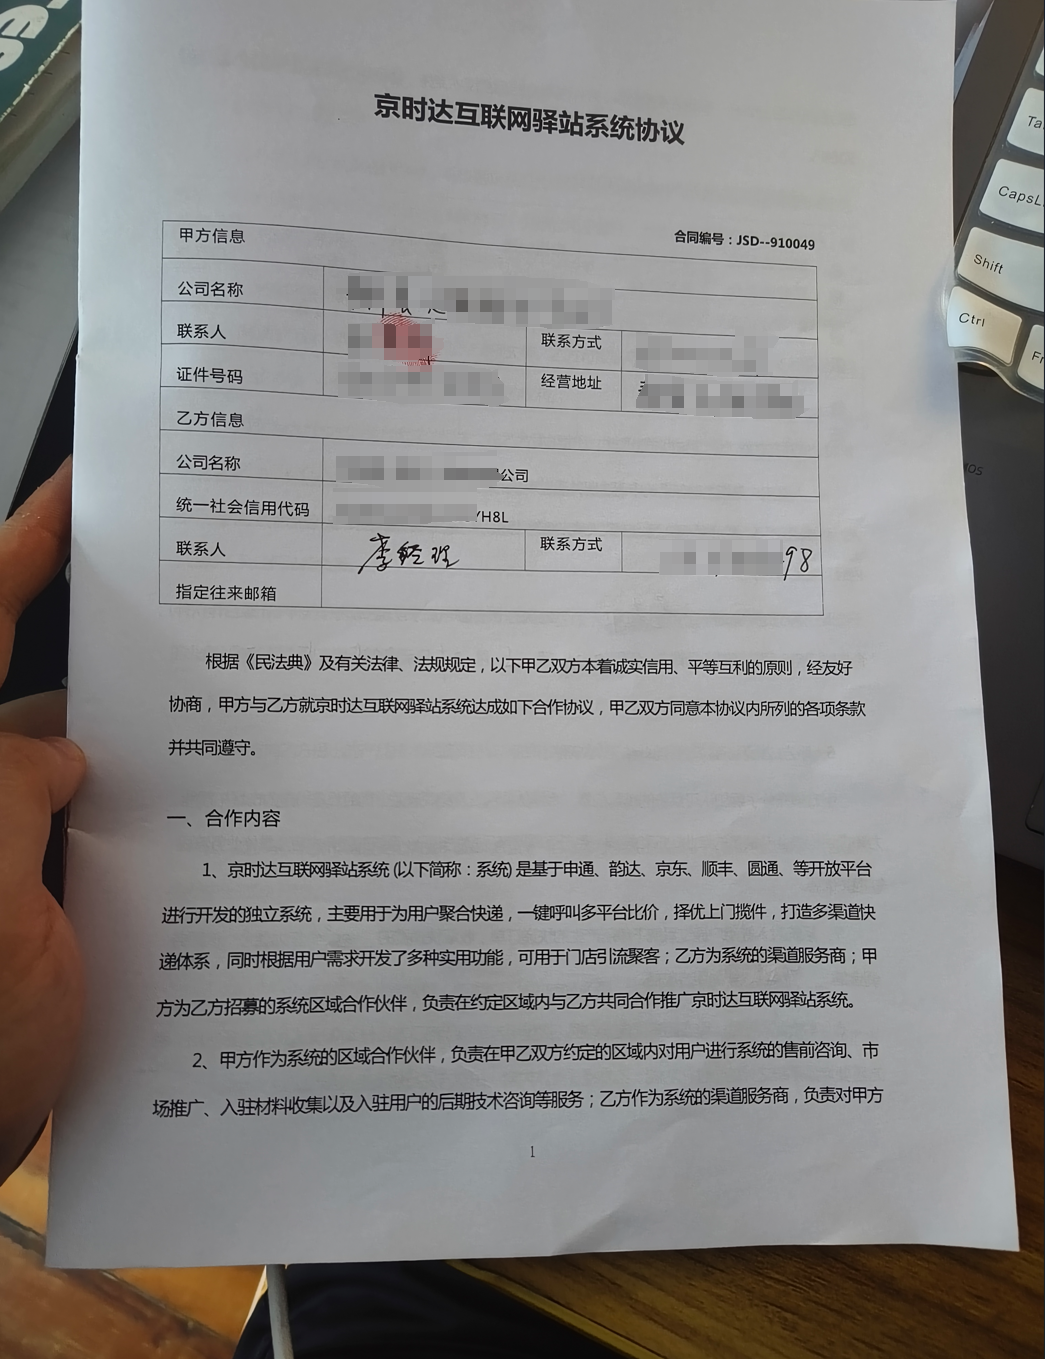 京时达互联网驿站系统协议
甲方信息
合同编号：JSD--910049
公司名称
联系人
联系方式
证件号码
经营地址
乙方信息
公司名称
公司
统一社会信用代码
YH8L
联系人
李经理
联系方式
98
指定往来邮箱
根据《民法典》及有关法律、法规规定，以下甲乙双方本着诚实信用、平等互利的原则，经友好
协商，甲方与乙方就京时达互联网驿站系统达成如下合作协议，甲乙双方同意本协议内所列的各项条款
并共同遵守。
一、合作内容
1、京时达互联网驿站系统 (以下简称：系统) 是基于申通、韵达、京东、顺丰、圆通、等开放平台
进行开发的独立系统，主要用于为用户聚合快递，一键呼叫多平台比价，择优上门揽件，打造多渠道快
递体系，同时根据用户需求开发了多种实用功能，可用于门店引流聚客；乙方为系统的渠道服务商；甲
方为乙方招募的系统区域合作伙伴，负责在约定区域内与乙方共同合作推广京时达互联网驿站系统。
2、甲方作为系统的区域合作伙伴，负责在甲乙双方约定的区域内对用户进行系统的售前咨询、市
场推广、入驻材料收集以及入驻用户的后期技术咨询等服务；乙方作为系统的渠道服务商，负责对甲方
1
CapsL
Shift
Ctrl